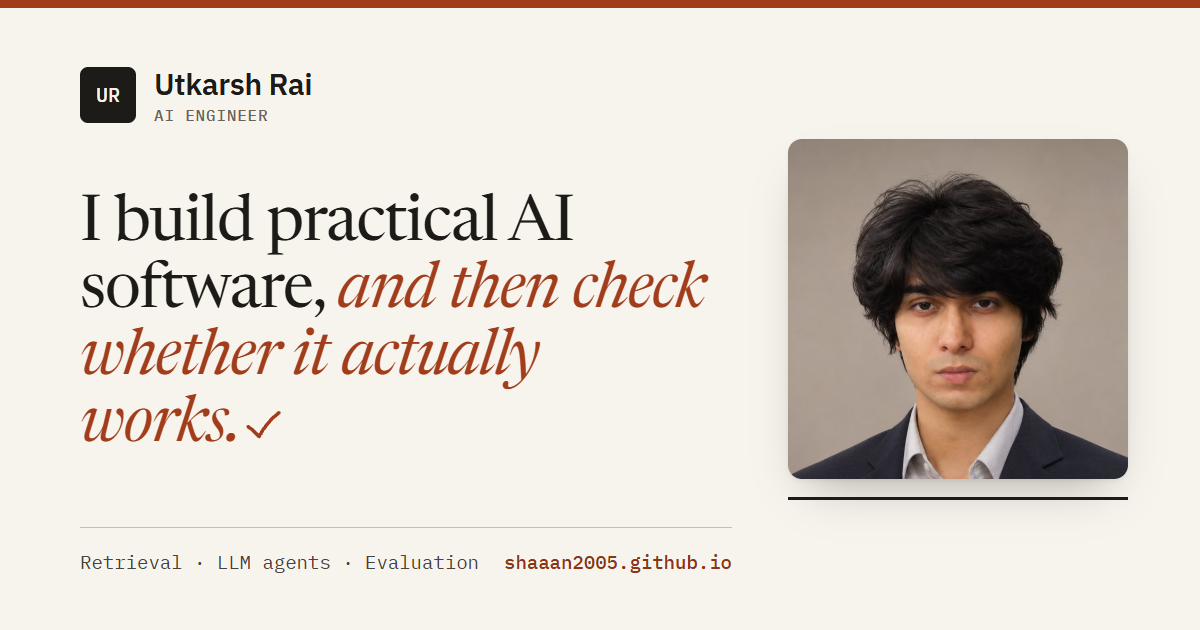 UR
Utkarsh Rai
AI ENGINEER
I build practical AI
software, and then check
whether it actually
works.✓
Retrieval · LLM agents · Evaluation
shaaan2005.github.io